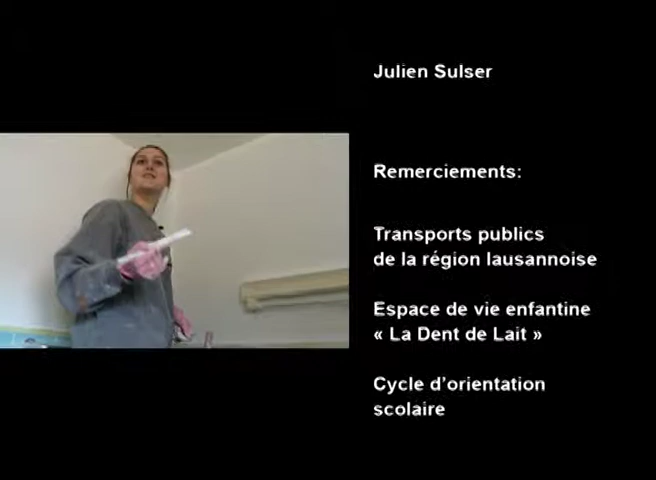 Julien Sulser
Remerciements:
Transports publics
de la région lausannoise
Espace de vie enfantine
« La Dent de Lait »
Cycle d'orientation
scolaire